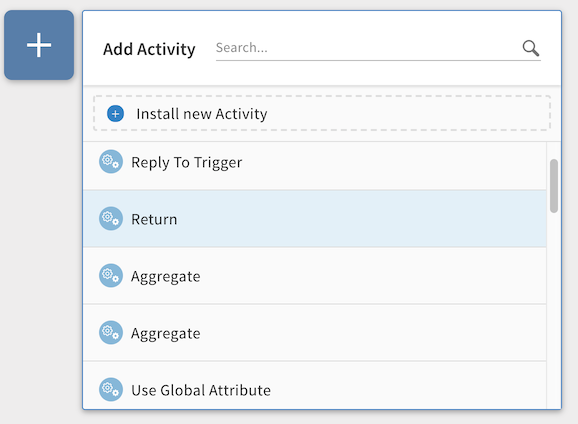 Add Activity
Search...
Install new Activity
Reply To Trigger
Return
Aggregate
Aggregate
Use Global Attribute